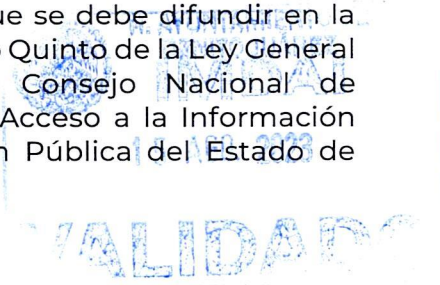 ue se debe difundir en la
o Quinto de la Ley General
Consejo Nacional de
Acceso a la Información
n Pública del Estado de
VALIDADO